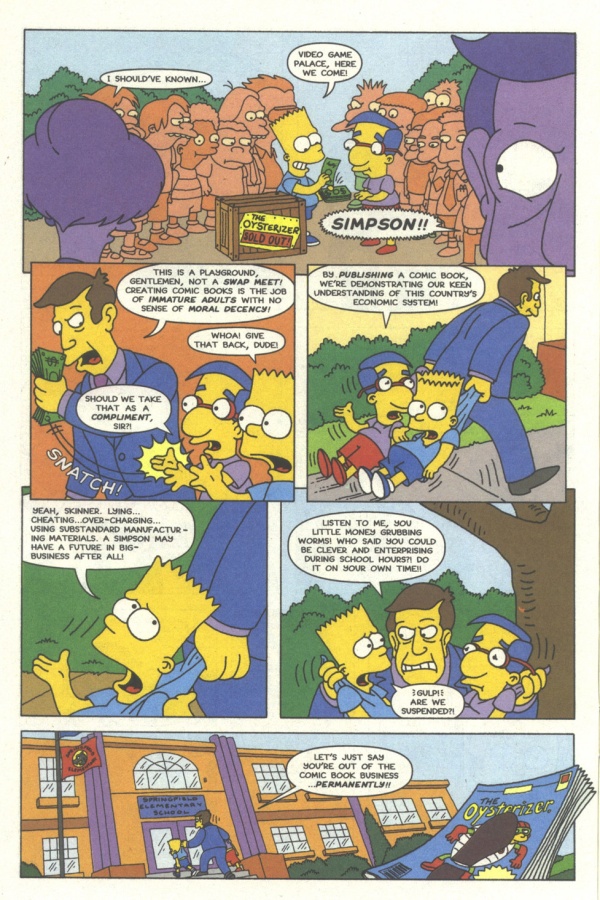 I SHOULD'VE KNOWN...
VIDEO GAME
PALACE, HERE
WE COME!
THE
OYSTERIZER
SOLD OUT!
SIMPSON!!
THIS IS A PLAYGROUND,
GENTLEMEN, NOT A SWAP MEET!
CREATING COMIC BOOKS IS THE JOB
OF IMMATURE ADULTS WITH NO
SENSE OF MORAL DECENCY!
WHOA! GIVE
THAT BACK, DUDE!
SHOULD WE TAKE
THAT AS A
COMPLIMENT,
SIR?!
SNATCH!
BY PUBLISHING A COMIC BOOK,
WE'RE DEMONSTRATING OUR KEEN
UNDERSTANDING OF THIS COUNTRY'S
ECONOMIC SYSTEM!
YEAH, SKINNER. LYING...
CHEATING...OVER-CHARGING...
USING SUBSTANDARD MANUFACTUR-
ING MATERIALS. A SIMPSON MAY
HAVE A FUTURE IN BIG-
BUSINESS AFTER ALL!
LISTEN TO ME, YOU
LITTLE MONEY GRUBBING
WORMS! WHO SAID YOU COULD
BE CLEVER AND ENTERPRISING
DURING SCHOOL HOURS?! DO
IT ON YOUR OWN TIME!!
GULP!
ARE WE
SUSPENDED?!
LET'S JUST SAY
YOU'RE OUT OF THE
COMIC BOOK BUSINESS
...PERMANENTLY!!
SPRINGFIELD
ELEMENTARY
SCHOOL
THE
OYSTERIZER